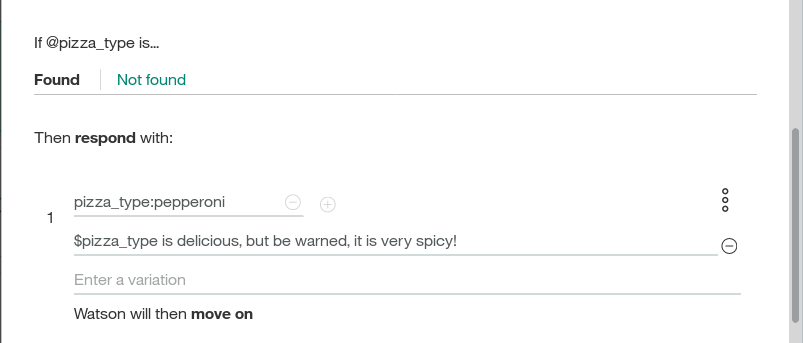 If @pizza_type is...
Found Not found
Then respond with:
pizza_type:pepperoni
1
$pizza_type is delicious, but be warned, it is very spicy!
Enter a variation
Watson will then move on